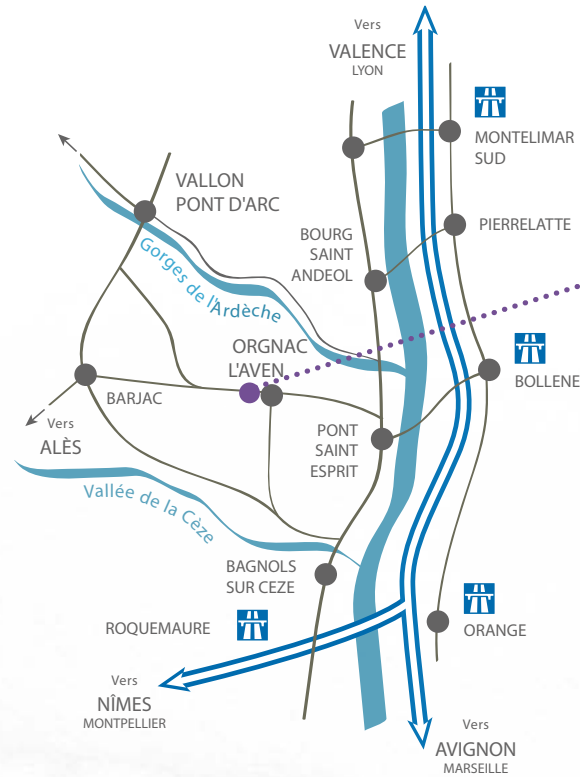 Vers
VALENCE
LYON
MONTELIMAR
SUD
VALLON
PONT D'ARC
PIERRELATTE
BOURG
SAINT
ANDEOL
Gorges de l'Ardèche
ORGNAC
L'AVEN
BOLLENE
BARJAC
Vers
ALÈS
PONT
SAINT
ESPRIT
Vallée de la Cèze
BAGNOLS
SUR CEZE
ROQUEMAURE
ORANGE
Vers
NÎMES
MONTPELLIER
Vers
AVIGNON
MARSEILLE